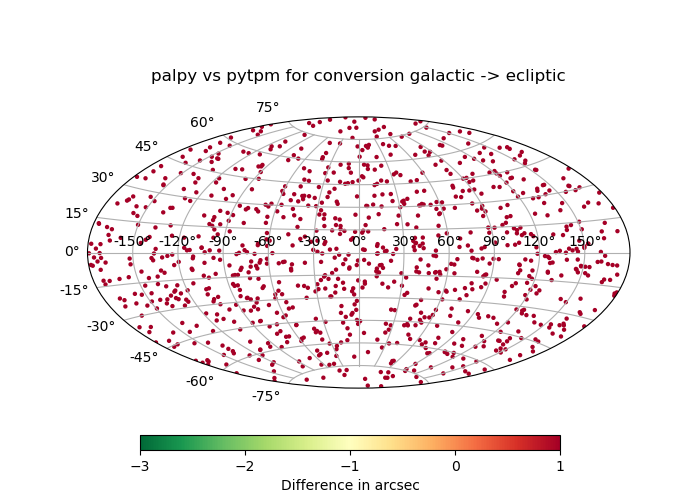 palpy vs pytpm for conversion galactic -> ecliptic
75°
60°
45°
30°
15°
0°
-150° -120° -90° -60° -30° 0° 30° 60° 90° 120° 150°
-15°
-30°
-45°
-60°
-75°
−3 −2 −1 0 1
Difference in arcsec